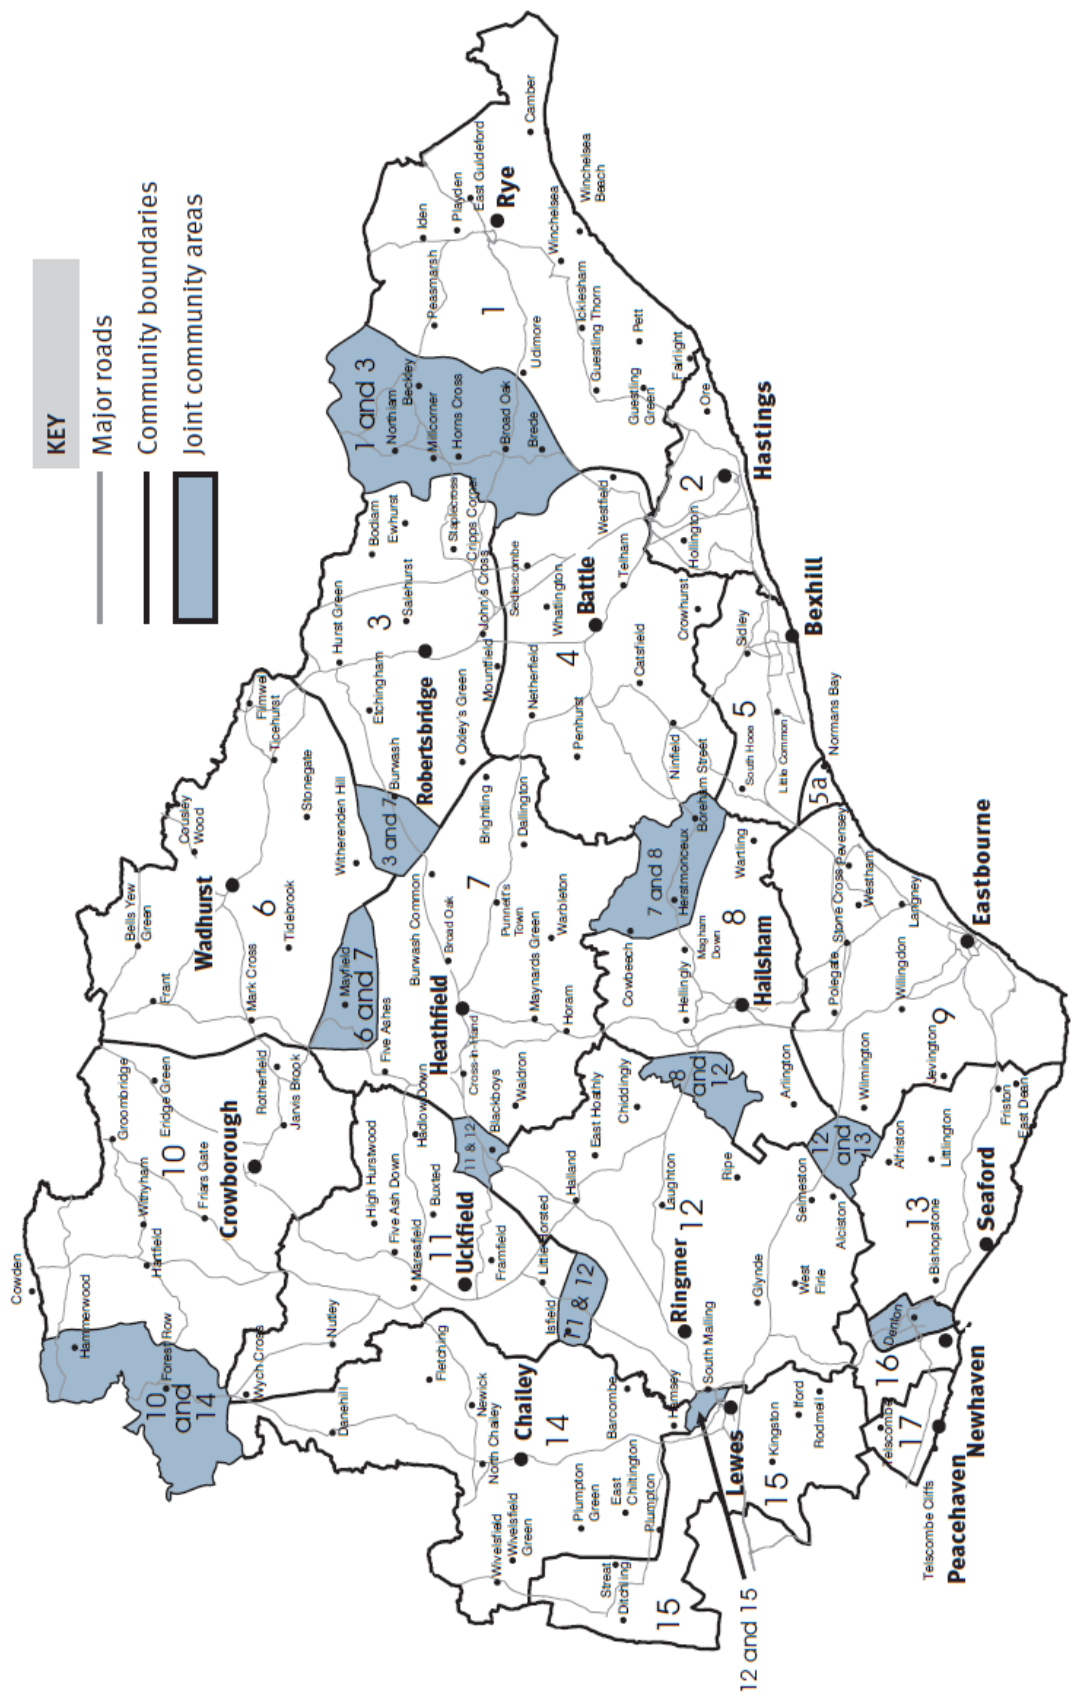 KEY
Major roads
Community boundaries
Joint community areas
Cowden
Hammerwood
10
and
14
Forest Row
Wych Cross
Hartfield
Withyham
Groombridge
Eridge Green
10
Friars Gate
Crowborough
Rotherfield
Jarvis Brook
Frant
Bells Yew
Green
Mark Cross
Wadhurst
Cousley
Wood
6
Tidebrook
Stonegate
Ticehurst
Flimwel
Witherenden Hill
Mayfield
6 and 7
Five Ashes
3 and 7
Burwash
Etchingham
Hurst Green
3
Salehurst
Robertsbridge
Bodiam
Ewhurst
Staplecross
Cripps Corner
John's Cross
Mountfield
Oxley's Green
1 and 3
Northiam
Beckley
Millcorner
Horns Cross
Broad Oak
Brede
Peasmarsh
Iden
Playden
East Guldeford
Rye
Camber
1
Udimore
Winchelsea
Winchelsea
Beach
Icklesham
Guestling Thorn
Pett
Guestling
Green
Fairlight
Ore
Hastings
2
Hollington
Westfield
Sedlescombe
Whatlington
Battle
Telham
4
Netherfield
Penhurst
Catsfield
Crowhurst
Ninfield
Boreham Street
Sidley
Bexhill
5
South Hooe
Little Common
Normans Bay
5a
Brightling
Dallington
7
Punnett's
Town
Warbleton
Burwash Common
Broad Oak
Heathfield
Maynards Green
Horam
Cross-in-Hand
Waldron
Blackboys
Hadlow Down
11 & 12
High Hurstwood
Five Ash Down
Buxted
Maresfield
11
Uckfield
Framfield
Little Horsted
Isfield
11 & 12
Nutley
Danehill
Fletching
Newick
North Chailey
Chailey
14
Barcombe
Wivelsfield
Wivelsfield
Green
Plumpton
Green
East
Chiltington
Plumpton
Streat
Ditchling
15
12 and 15
Hamsey
South Malling
Lewes
15
Kingston
Iford
Rodmell
Ringmer
12
Halland
East Hoathly
Chiddingly
Laughton
Ripe
Glynde
West
Firle
Selmeston
Alciston
8
and
12
Cowbeech
Hellingly
Magham
Down
7 and 8
Herstmonceux
Wartling
8
Hailsham
Arlington
12
and
13
Wilmington
Polegate
Stone Cross
Pevensey
Westham
Langney
Willingdon
Eastbourne
9
Jevington
Friston
East Dean
Alfriston
Litlington
13
Bishopstone
Seaford
Denton
16
Newhaven
Telscombe
17
Telscombe Cliffs
Peacehaven